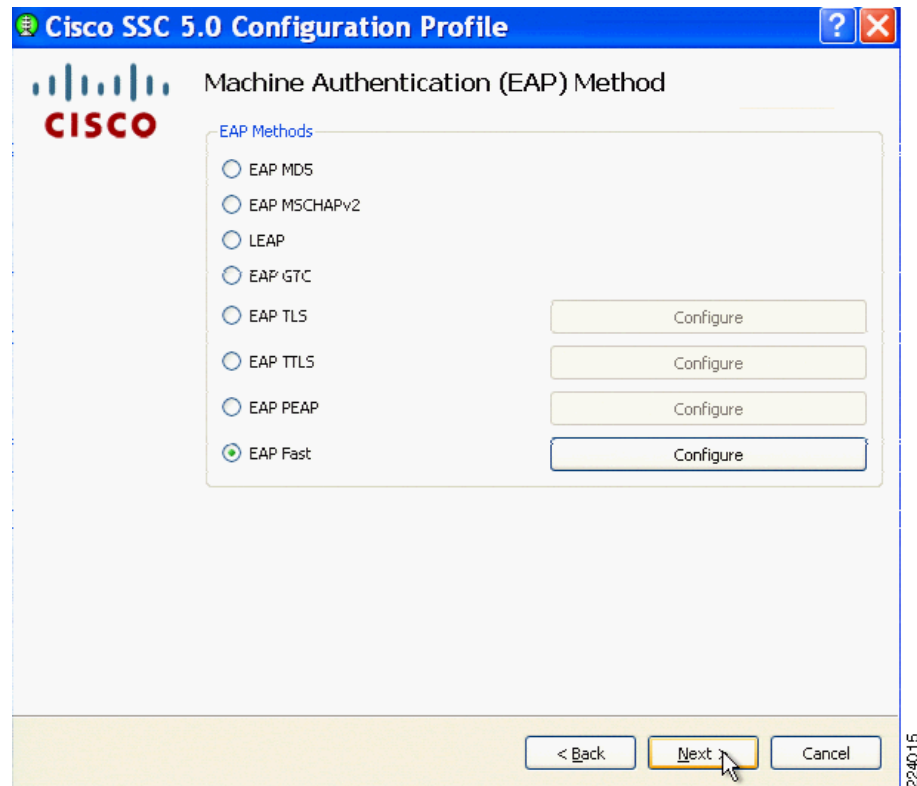 Cisco SSC 5.0 Configuration Profile
?
CISCO
Machine Authentication (EAP) Method
EAP Methods
EAP MD5
EAP MSCHAPv2
LEAP
EAP GTC
EAP TLS
Configure
EAP TTLS
Configure
EAP PEAP
Configure
EAP Fast
Configure
< Back
Next >
Cancel
224015